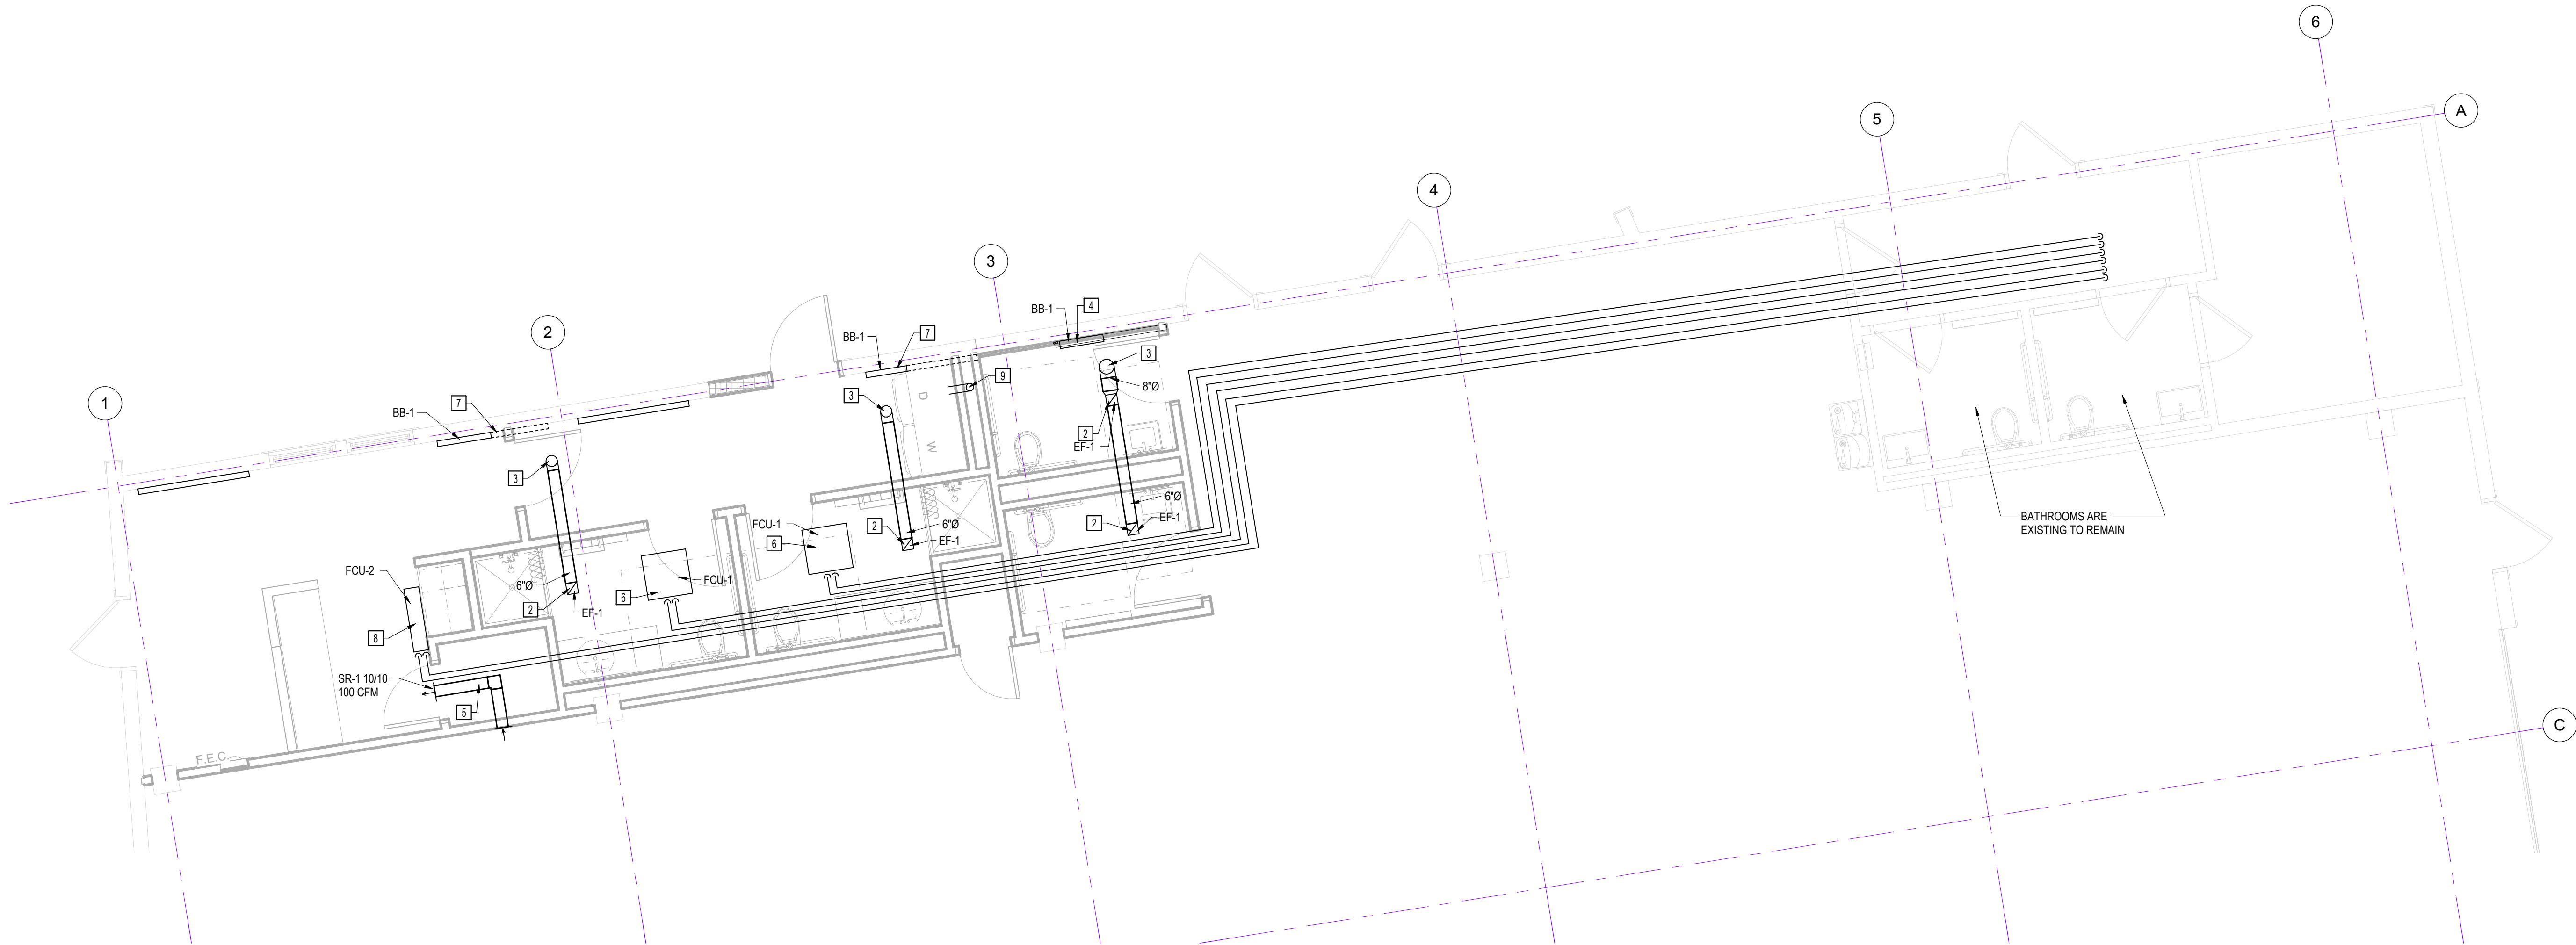 6
A
5
4
3
BB-1
4
2
BB-1
7
3
9
8"Ø
3
1
BB-1
7
D
2
EF-1
W
3
6"Ø
FCU-1
2
6"Ø
EF-1
2
EF-1
6
BATHROOMS ARE
EXISTING TO REMAIN
FCU-2
6"Ø
FCU-1
6
2
EF-1
8
SR-1 10/10
100 CFM
5
C
F.E.C.